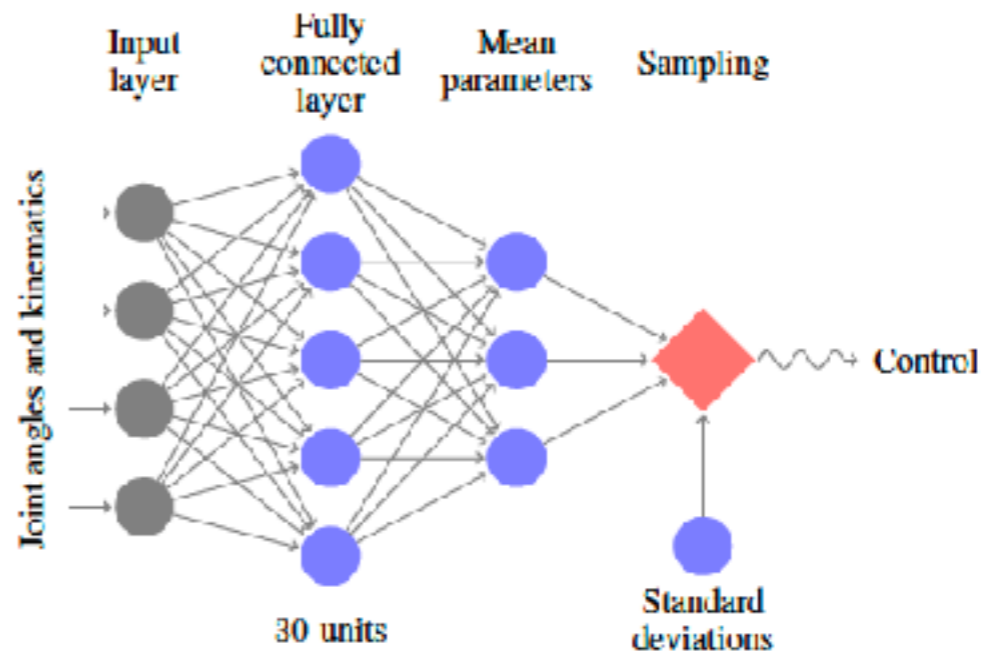 Input
layer
Fully
connected
layer
Mean
parameters
Sampling
Joint angles and kinematics
Control
30 units
Standard
deviations